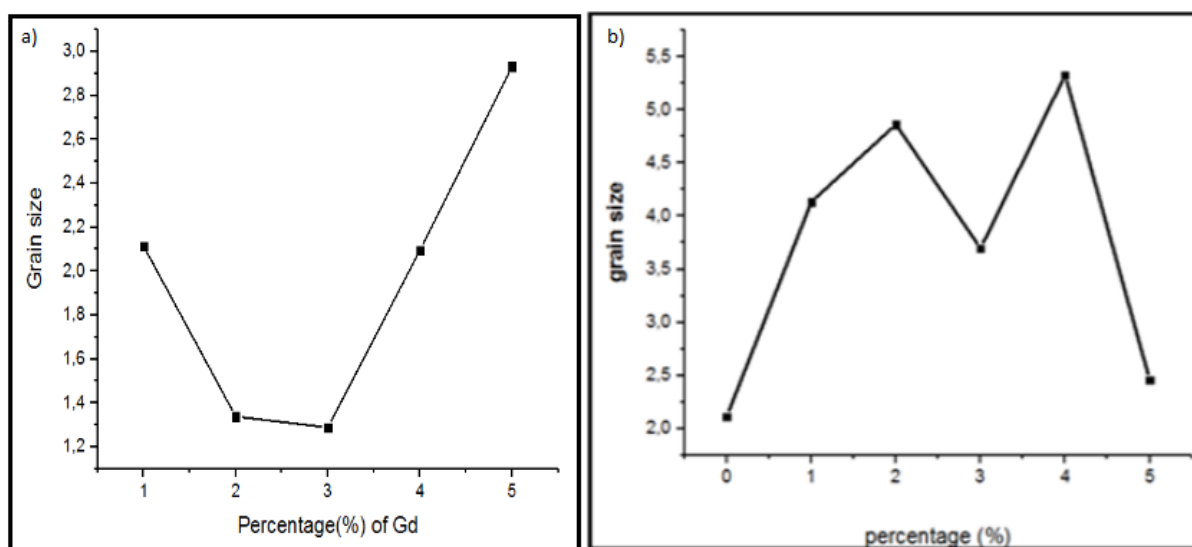 a)
3,0
2,8
2,6
2,4
2,2
2,0
1,8
1,6
1,4
1,2
Grain size
1 2 3 4 5
Percentage(%) of Gd
b)
5,5
5,0
4,5
4,0
3,5
3,0
2,5
2,0
grain size
0 1 2 3 4 5
percentage (%)